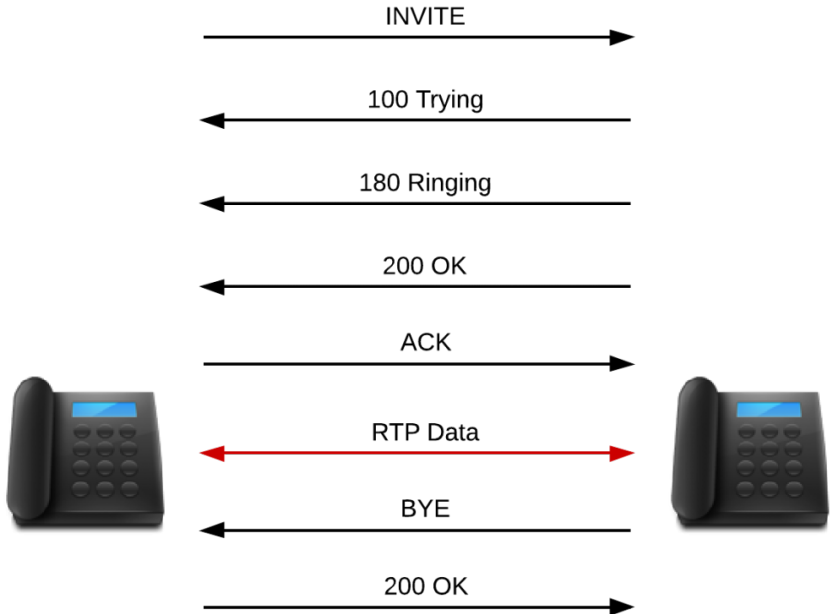 INVITE
100 Trying
180 Ringing
200 OK
ACK
RTP Data
BYE
200 OK